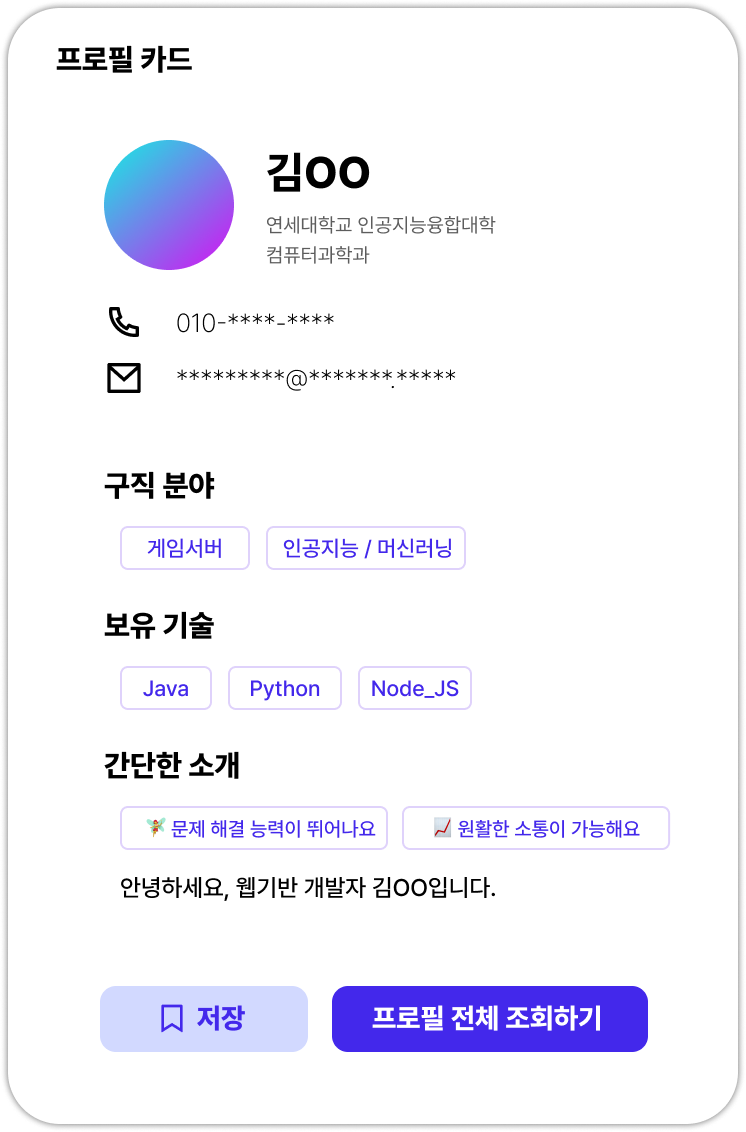 프로필 카드
김OO
연세대학교 인공지능융합대학
컴퓨터과학과
010-****-****
*********@*******.*****
구직 분야
게임서버 인공지능 / 머신러닝
보유 기술
Java Python Node_JS
간단한 소개
🧚 문제 해결 능력이 뛰어나요 📈 원활한 소통이 가능해요
안녕하세요, 웹기반 개발자 김OO입니다.
저장 프로필 전체 조회하기